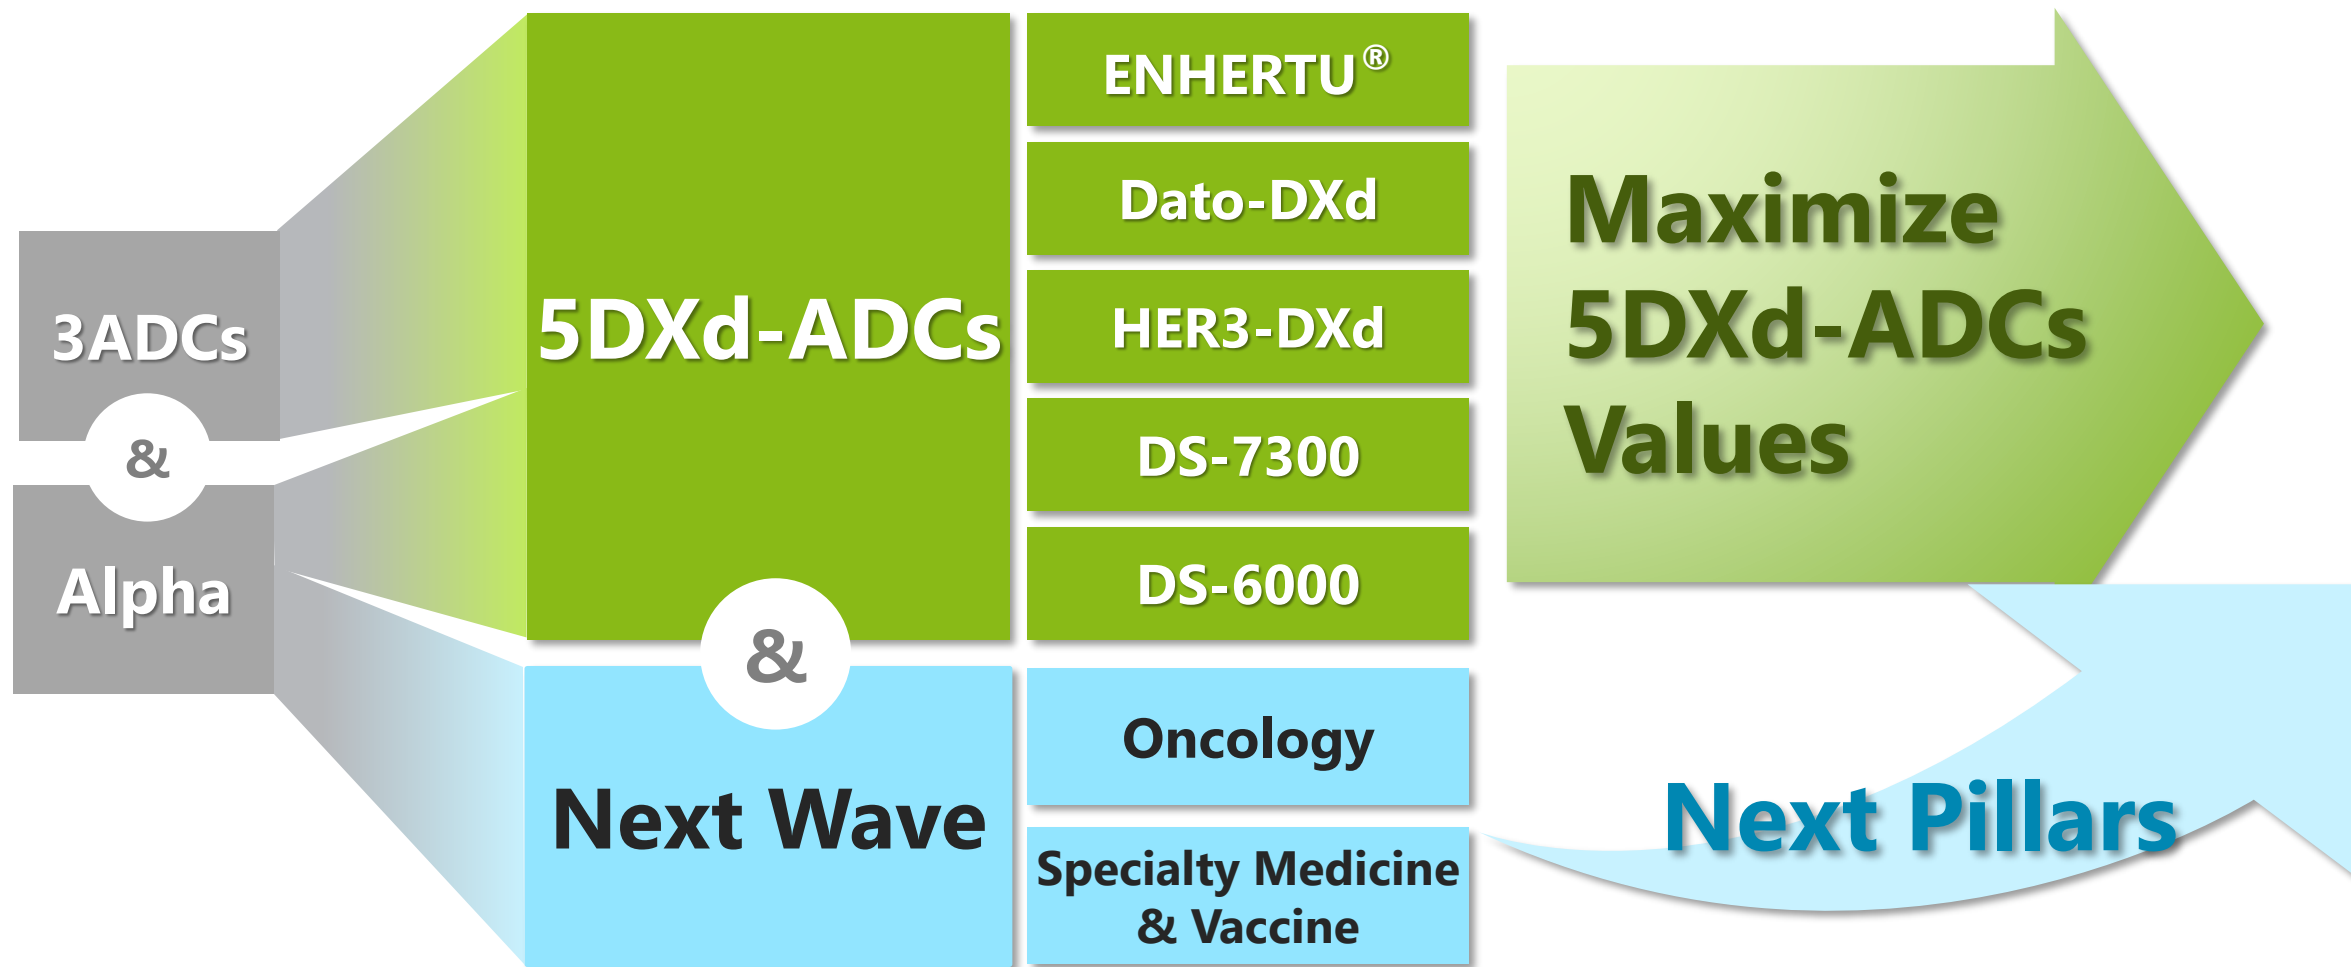 3ADCs
&
Alpha
5DXd-ADCs
&
Next Wave
ENHERTU®
Dato-DXd
HER3-DXd
DS-7300
DS-6000
Oncology
Specialty Medicine
& Vaccine
Maximize
5DXd-ADCs
Values
Next Pillars